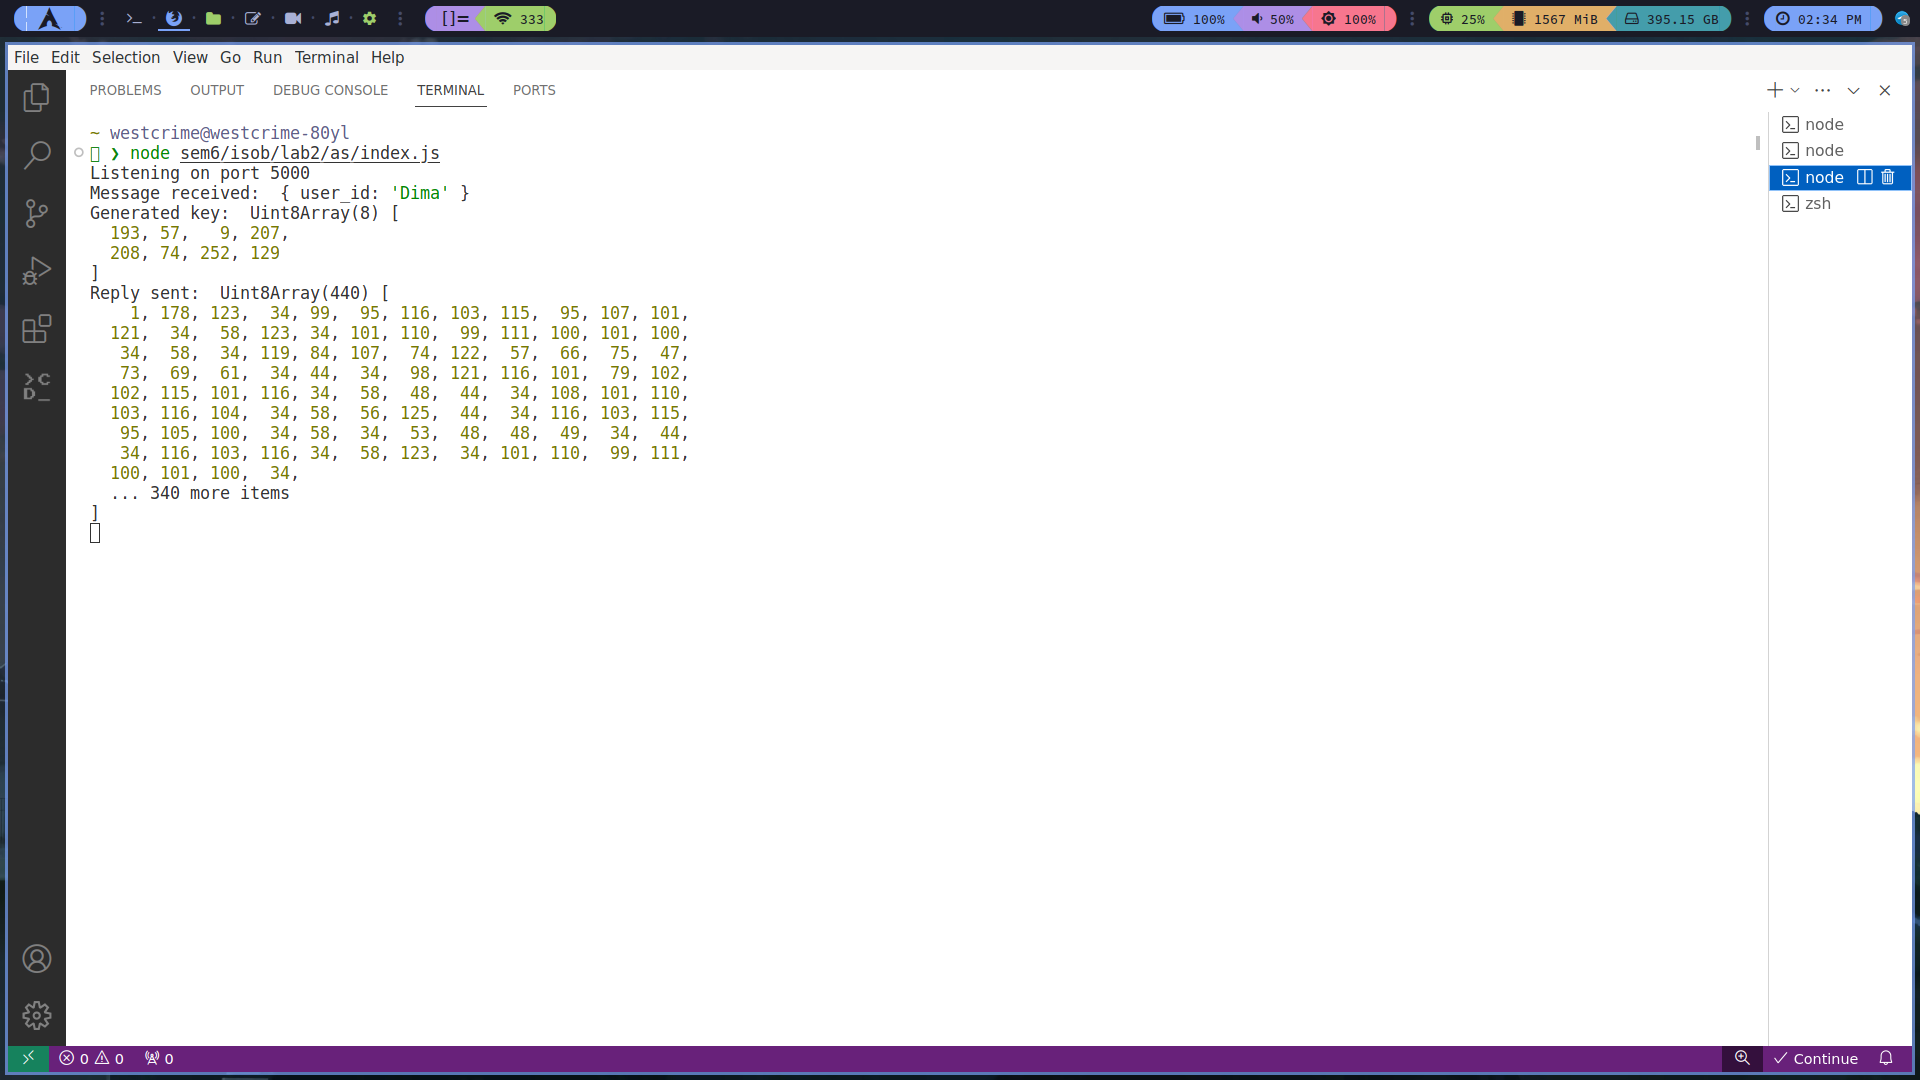 []= 333 100% 50% 100% 25% 1567 MiB 395.15 GB 02:34 PM
File Edit Selection View Go Run Terminal Help
PROBLEMS OUTPUT DEBUG CONSOLE TERMINAL PORTS
~ westcrime@westcrime-80yl
❯ node sem6/isob/lab2/as/index.js
Listening on port 5000
Message received:  { user_id: 'Dima' }
Generated key:  Uint8Array(8) [
  193, 57,   9, 207,
  208, 74, 252, 129
]
Reply sent:  Uint8Array(440) [
    1, 178, 123,  34, 99,  95, 116, 103, 115,  95, 107, 101,
  121,  34,  58, 123, 34, 101, 110,  99, 111, 100, 101, 100,
   34,  58,  34, 119, 84, 107,  74, 122,  57,  66,  75,  47,
   73,  69,  61,  34, 44,  34,  98, 121, 116, 101,  79, 102,
  102, 115, 101, 116, 34,  58,  48,  44,  34, 108, 101, 110,
  103, 116, 104,  34, 58,  56, 125,  44,  34, 116, 103, 115,
   95, 105, 100,  34, 58,  34,  53,  48,  48,  49,  34,  44,
   34, 116, 103, 116, 34,  58, 123,  34, 101, 110,  99, 111,
  100, 101, 100,  34,
  ... 340 more items
]
node
node
node
zsh
0 0 0 Continue